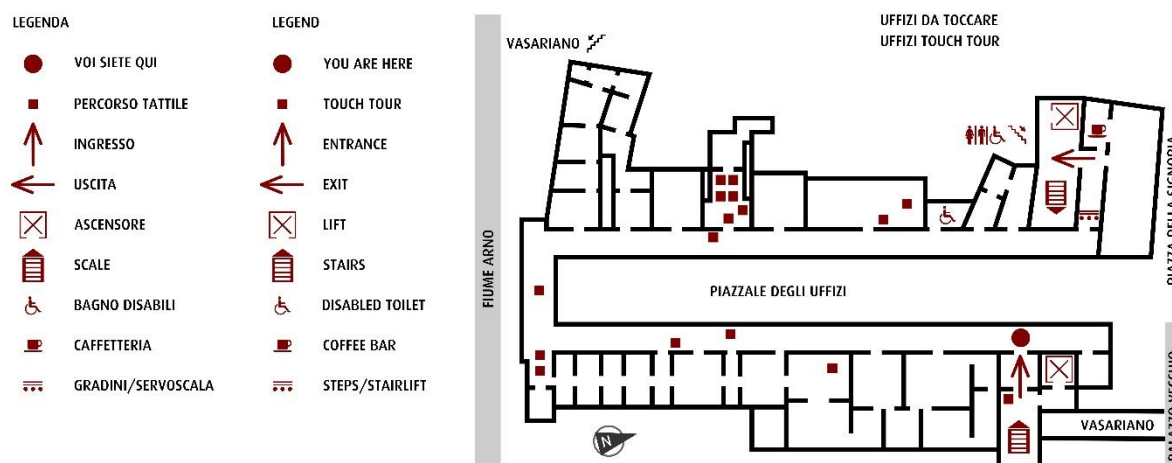 LEGENDA
VOI SIETE QUI
PERCORSO TATTILE
INGRESSO
USCITA
ASCENSORE
SCALE
BAGNO DISABILI
CAFFETTERIA
GRADINI/SERVOSCALA
LEGEND
YOU ARE HERE
TOUCH TOUR
ENTRANCE
EXIT
LIFT
STAIRS
DISABLED TOILET
COFFEE BAR
STEPS/STAIRLIFT
UFFIZI DA TOCCARE
UFFIZI TOUCH TOUR
VASARIANO
FIUME ARNO
PIAZZALE DEGLI UFFIZI
PIAZZA DELLA SGNORIA
PALAZZO VECCHIO
VASARIANO
N